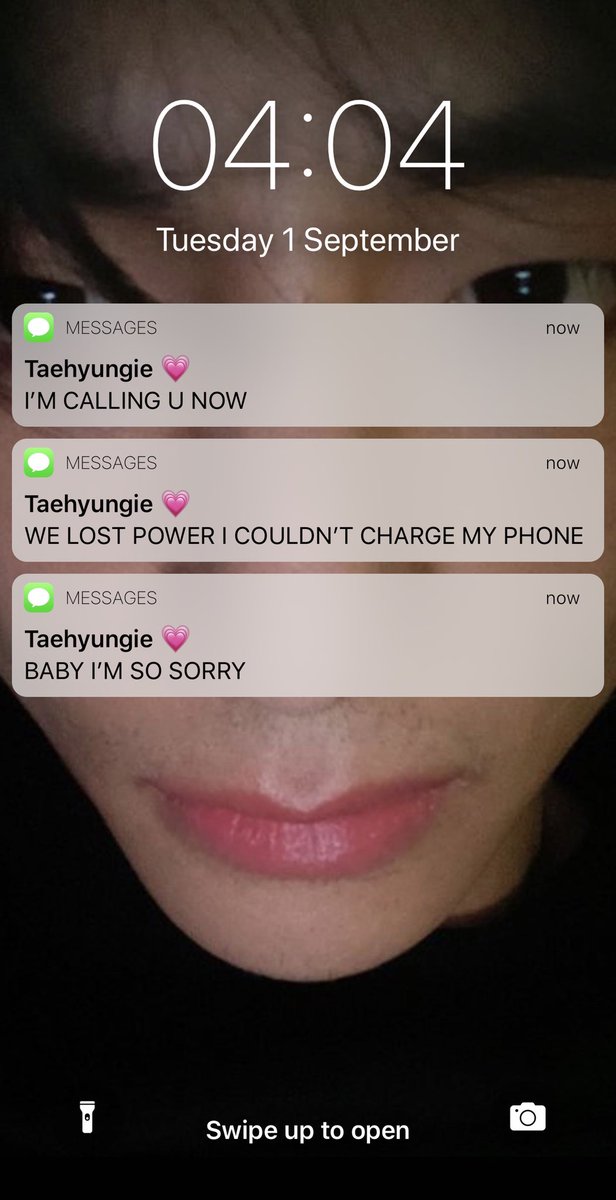 04:04
Tuesday 1 September
MESSAGES now
Taehyungie 💗
I’M CALLING U NOW
MESSAGES now
Taehyungie 💗
WE LOST POWER I COULDN’T CHARGE MY PHONE
MESSAGES now
Taehyungie 💗
BABY I’M SO SORRY
Swipe up to open